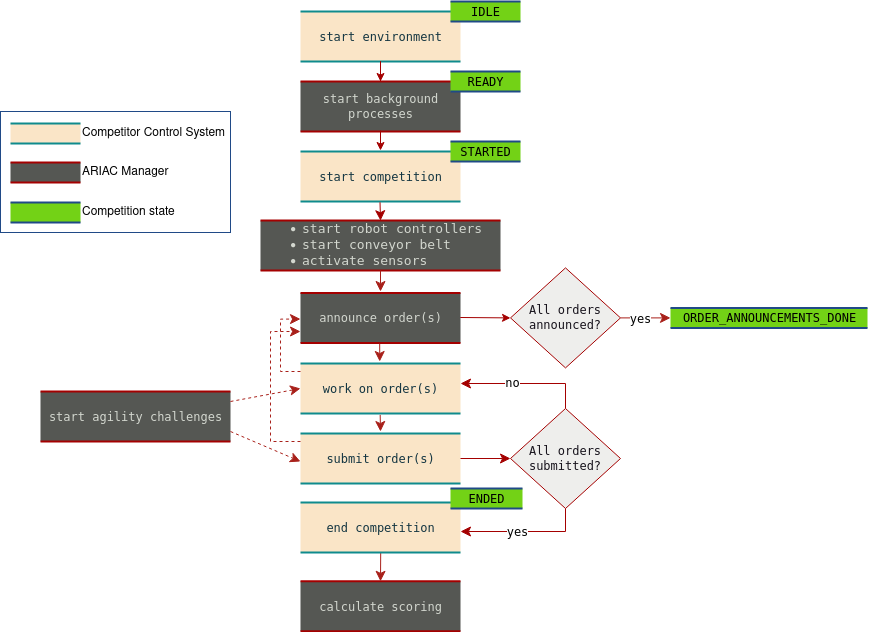 IDLE
start environment
READY
start background
processes
Competitor Control System
ARIAC Manager
Competition state
STARTED
start competition
• start robot controllers
• start conveyor belt
• activate sensors
announce order(s)
All orders
announced?
yes
ORDER_ANNOUNCEMENTS_DONE
work on order(s)
no
start agility challenges
submit order(s)
All orders
submitted?
ENDED
end competition
yes
calculate scoring